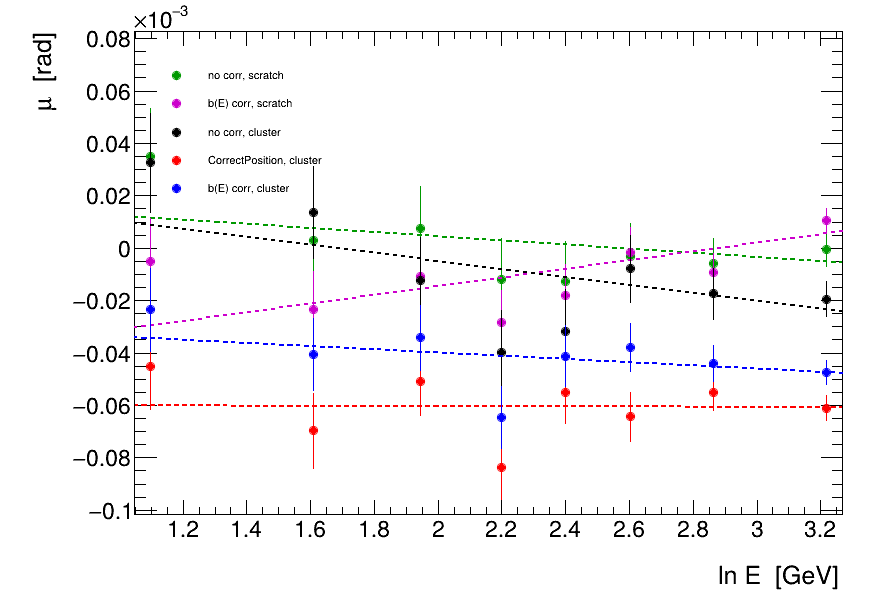 ×10⁻³
μ [rad]
0.08
0.06
0.04
0.02
0
−0.02
−0.04
−0.06
−0.08
−0.1
no corr, scratch
b(E) corr, scratch
no corr, cluster
CorrectPosition, cluster
b(E) corr, cluster
1.2 1.4 1.6 1.8 2 2.2 2.4 2.6 2.8 3 3.2
ln E [GeV]